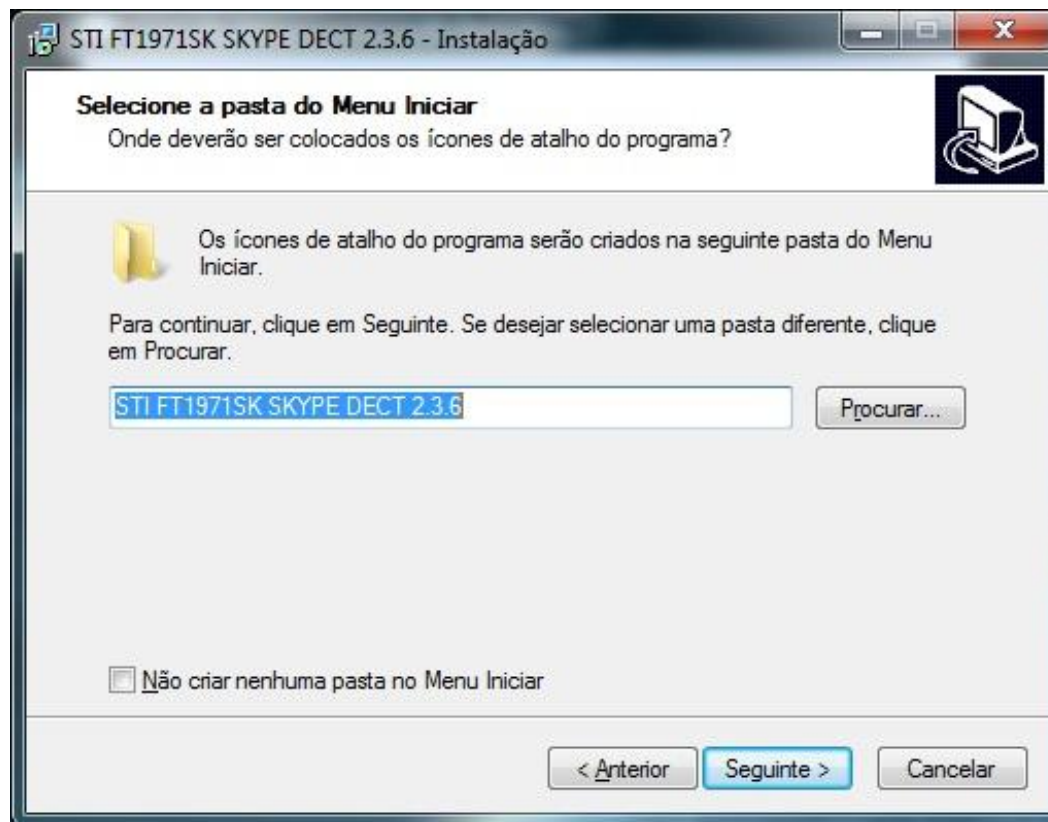 STI FT1971SK SKYPE DECT 2.3.6 - Instalação
Selecione a pasta do Menu Iniciar
Onde deverão ser colocados os ícones de atalho do programa?
Os ícones de atalho do programa serão criados na seguinte pasta do Menu
Iniciar.
Para continuar, clique em Seguinte. Se desejar selecionar uma pasta diferente, clique
em Procurar.
STI FT1971SK SKYPE DECT 2.3.6
Procurar...
Não criar nenhuma pasta no Menu Iniciar
< Anterior
Seguinte >
Cancelar